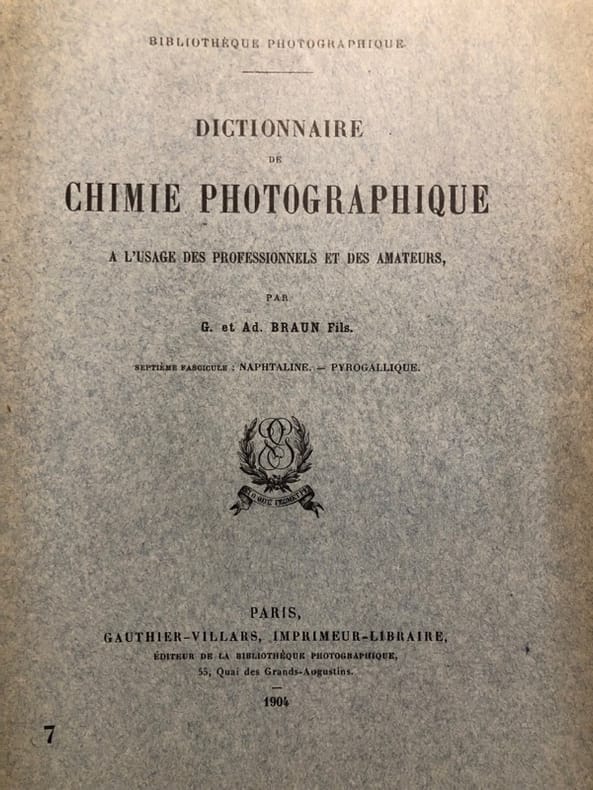 BIBLIOTHÈQUE PHOTOGRAPHIQUE.
DICTIONNAIRE
DE
CHIMIE PHOTOGRAPHIQUE
A L'USAGE DES PROFESSIONNELS ET DES AMATEURS,
PAR
G. et Ad. BRAUN Fils.
SEPTIÈME FASCICULE : NAPHTALINE. — PYROGALLIQUE.
PARIS,
GAUTHIER-VILLARS, IMPRIMEUR-LIBRAIRE,
ÉDITEUR DE LA BIBLIOTHÈQUE PHOTOGRAPHIQUE,
55, Quai des Grands-Augustins.
1904
7